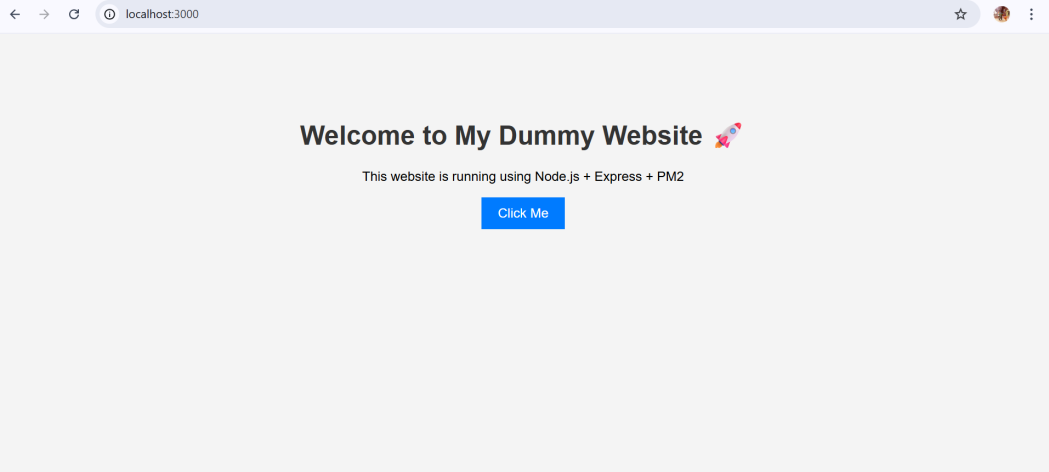 localhost:3000
Welcome to My Dummy Website 🚀
This website is running using Node.js + Express + PM2
Click Me